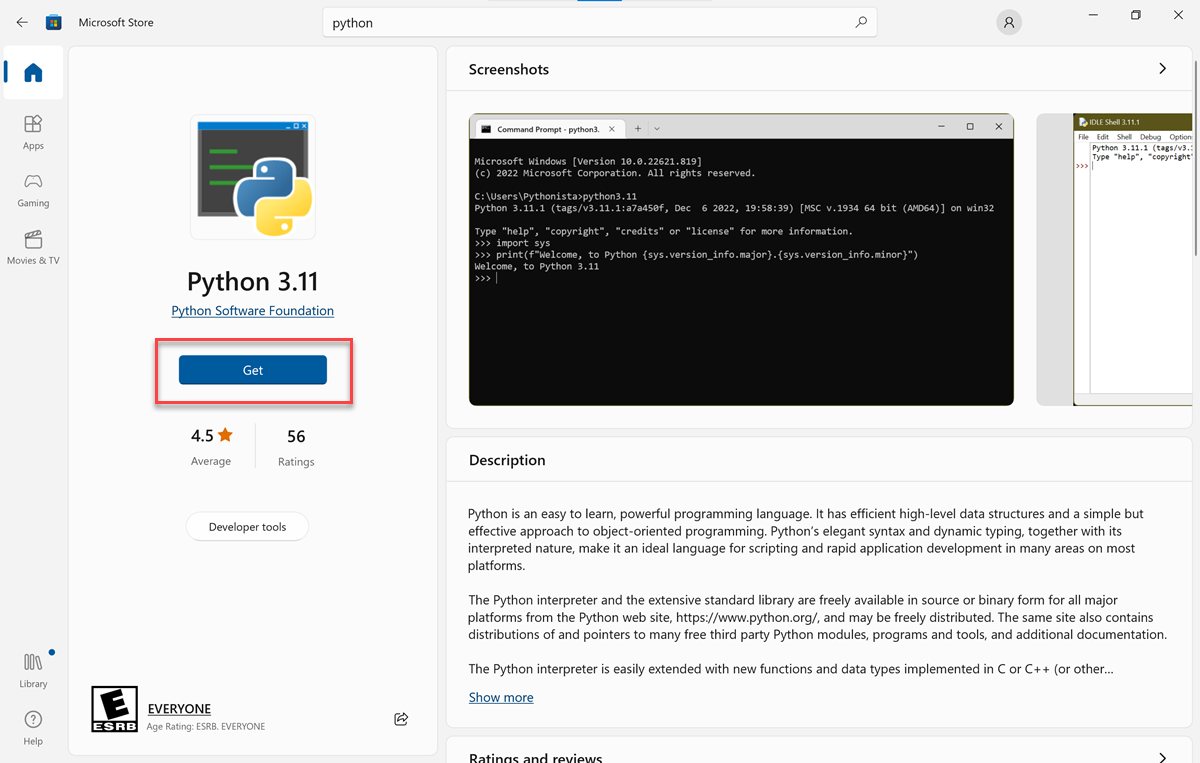 Microsoft Store
python
Apps
Gaming
Movies & TV
Library
Help
Python 3.11
Python Software Foundation
Get
4.5
Average
56
Ratings
Developer tools
E
ESRB
EVERYONE
Age Rating: ESRB. EVERYONE
Screenshots
Command Prompt - python3.
Microsoft Windows [Version 10.0.22621.819]
(c) 2022 Microsoft Corporation. All rights reserved.
C:\Users\Pythonista>python3.11
Python 3.11.1 (tags/v3.11.1:a7a450f, Dec  6 2022, 19:58:39) [MSC v.1934 64 bit (AMD64)] on win32
Type "help", "copyright", "credits" or "license" for more information.
>>> import sys
>>> print(f"Welcome, to Python {sys.version_info.major}.{sys.version_info.minor}")
Welcome, to Python 3.11
>>>
IDLE Shell 3.11.1
File Edit Shell Debug Option
Python 3.11.1 (tags/v3.
Type "help", "copyright"
>>>
Description
Python is an easy to learn, powerful programming language. It has efficient high-level data structures and a simple but
effective approach to object-oriented programming. Python's elegant syntax and dynamic typing, together with its
interpreted nature, make it an ideal language for scripting and rapid application development in many areas on most
platforms.
The Python interpreter and the extensive standard library are freely available in source or binary form for all major
platforms from the Python web site, https://www.python.org/, and may be freely distributed. The same site also contains
distributions of and pointers to many free third party Python modules, programs and tools, and additional documentation.
The Python interpreter is easily extended with new functions and data types implemented in C or C++ (or other...
Show more
Ratings and reviews